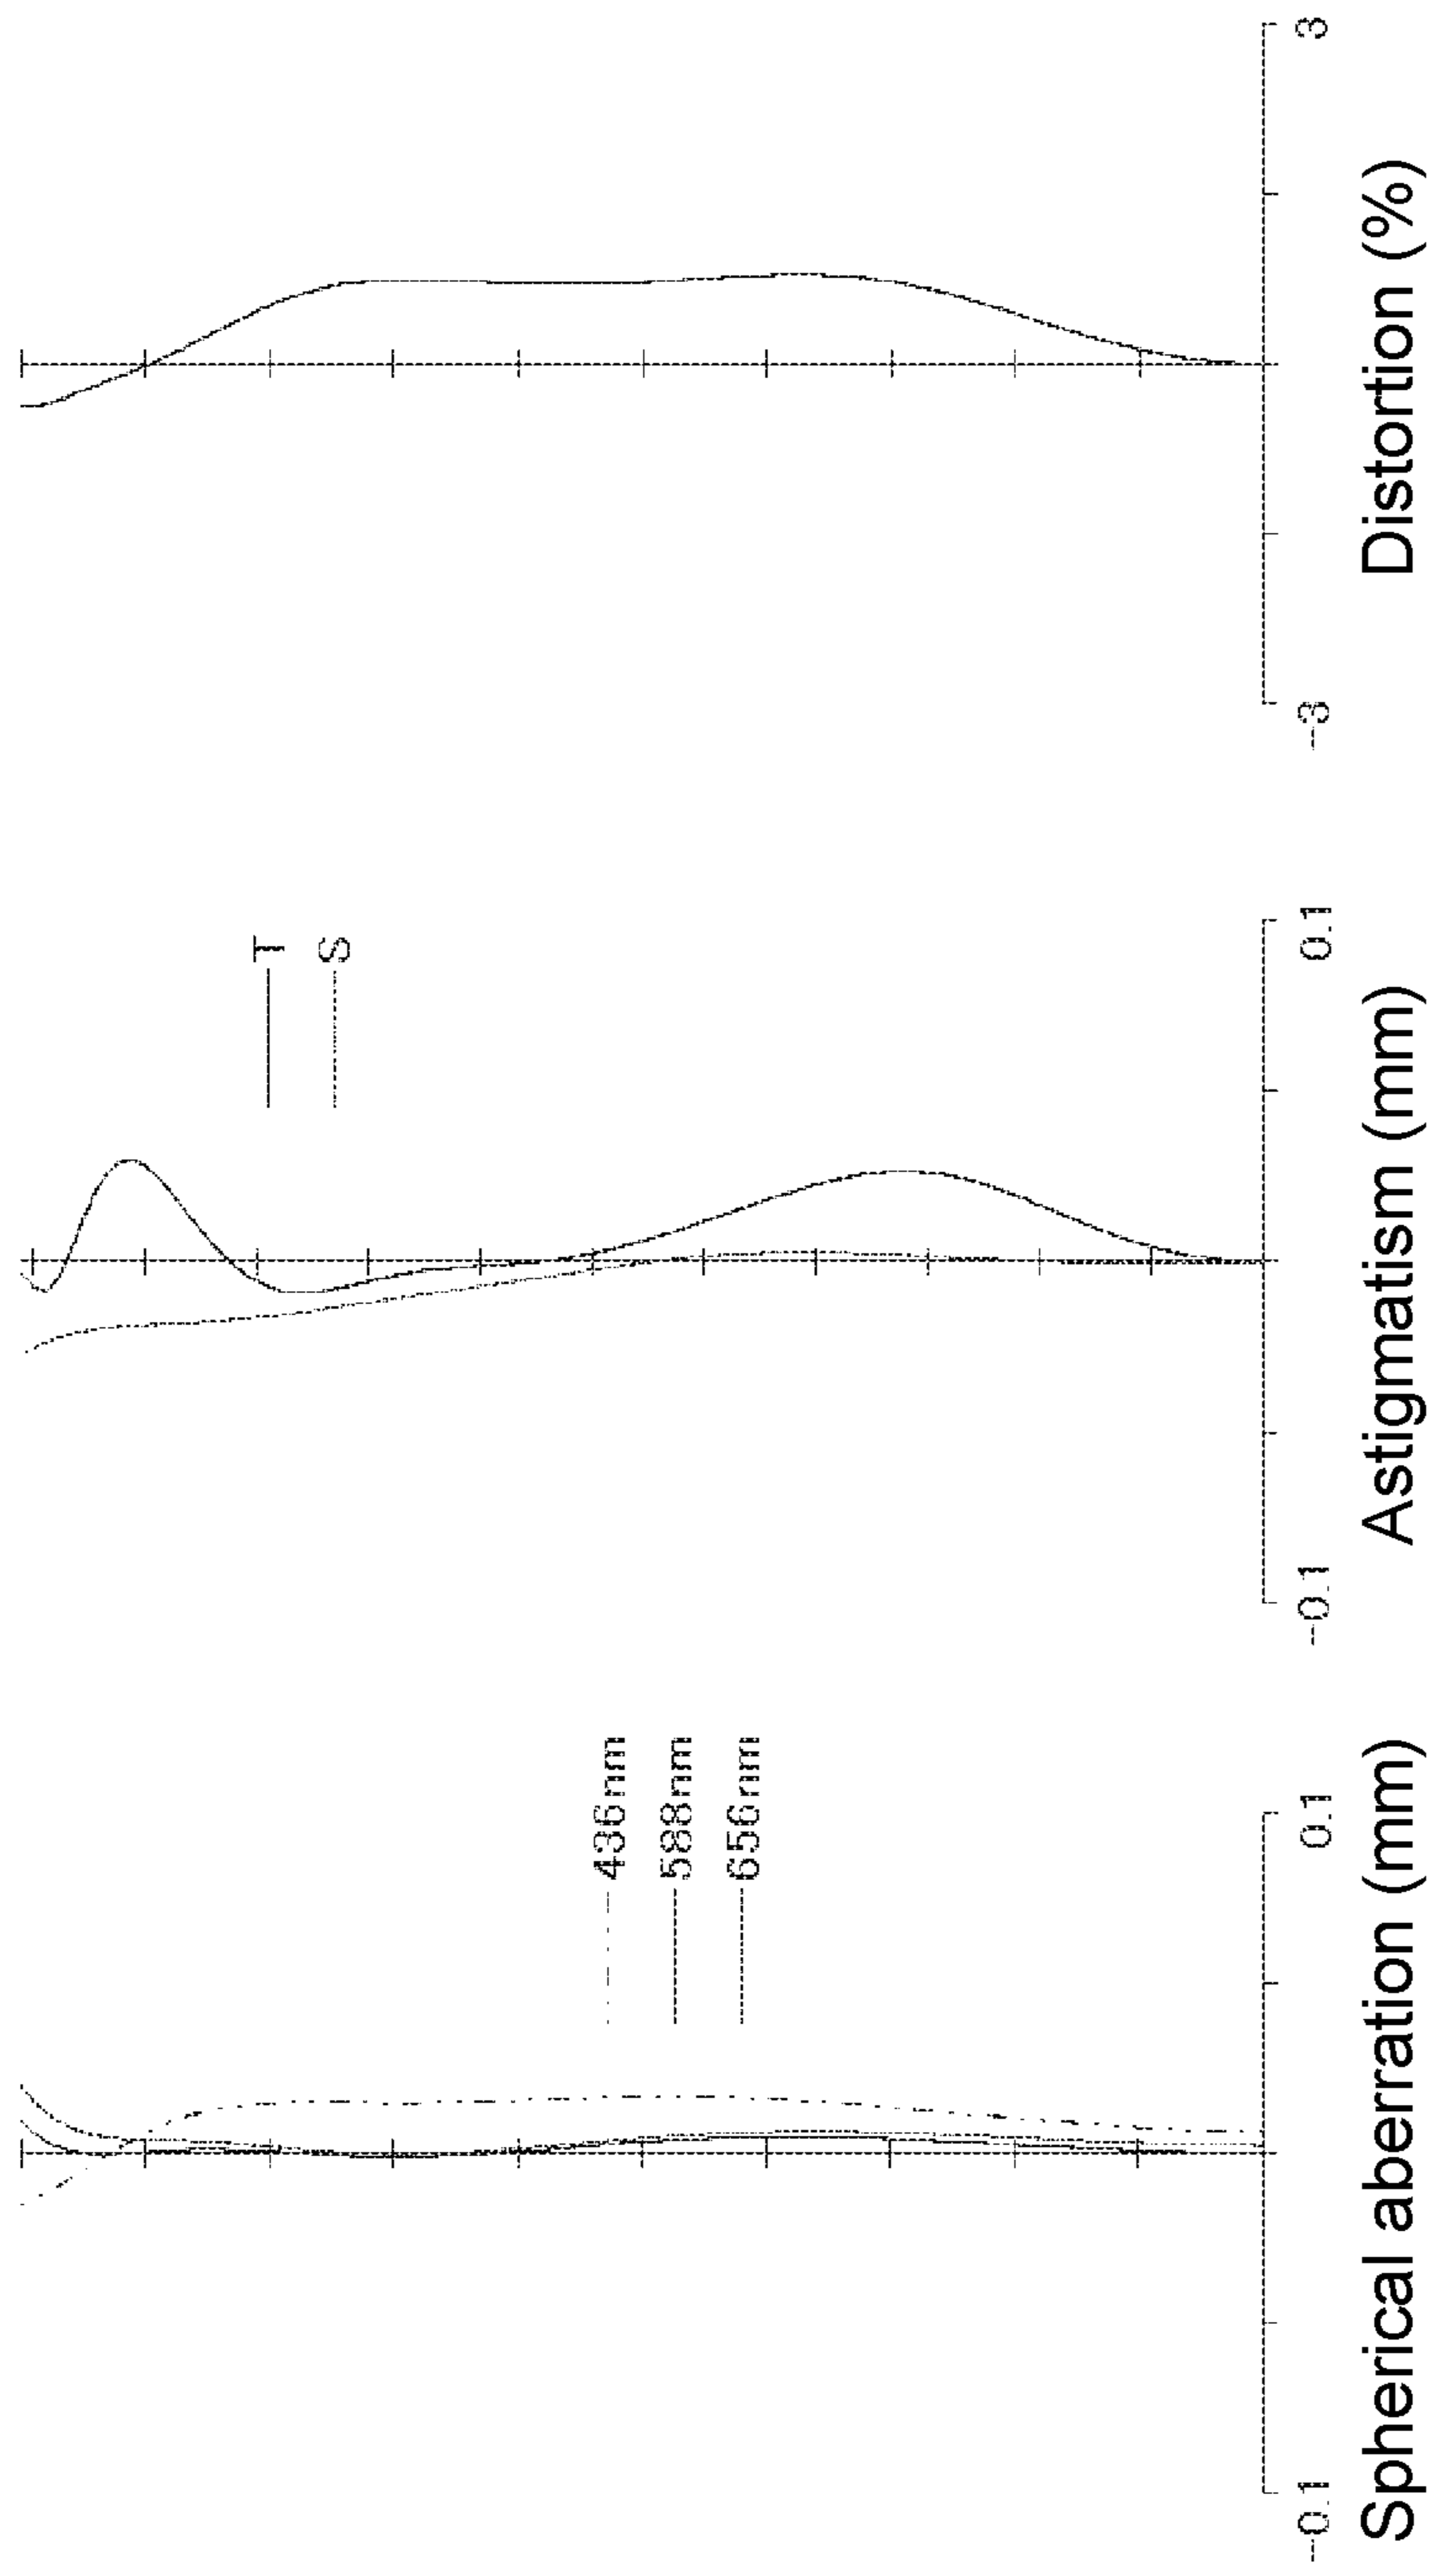 436nm
588nm
656nm
-0.1
0.1
Spherical aberration (mm)
T
S
-0.1
0.1
Astigmatism (mm)
-3
3
Distortion (%)